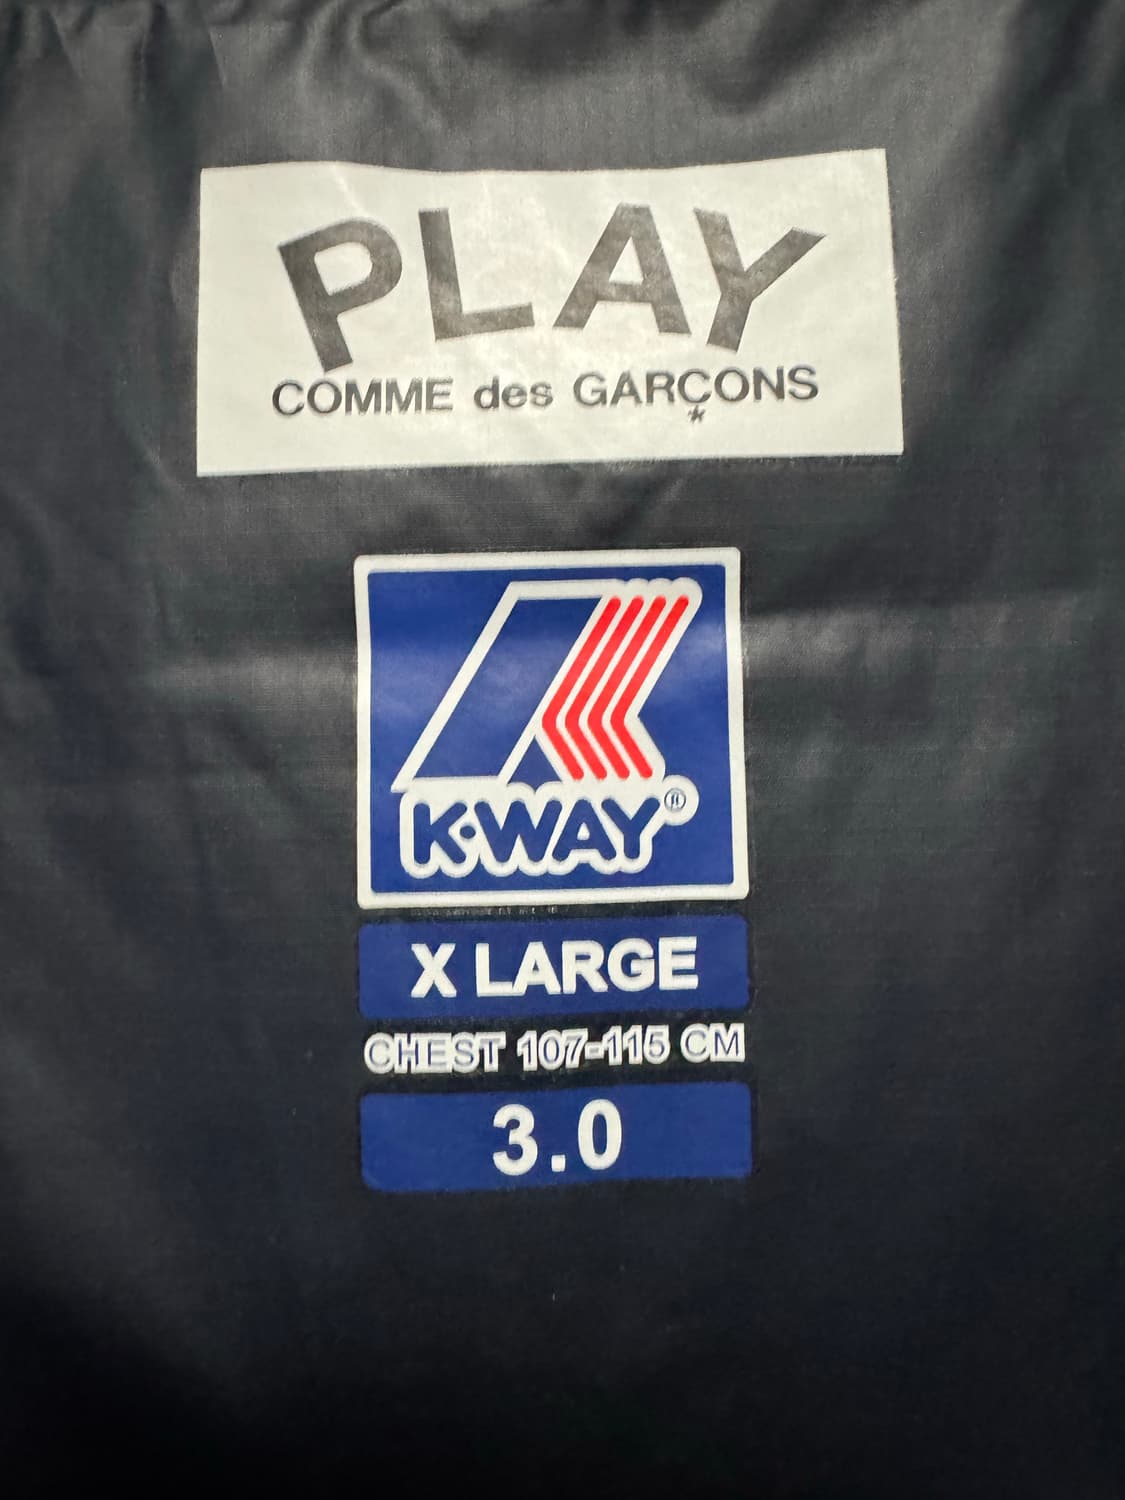 PLAY
COMME des GARÇONS
K·WAY®
X LARGE
CHEST 107-115 CM
3.0